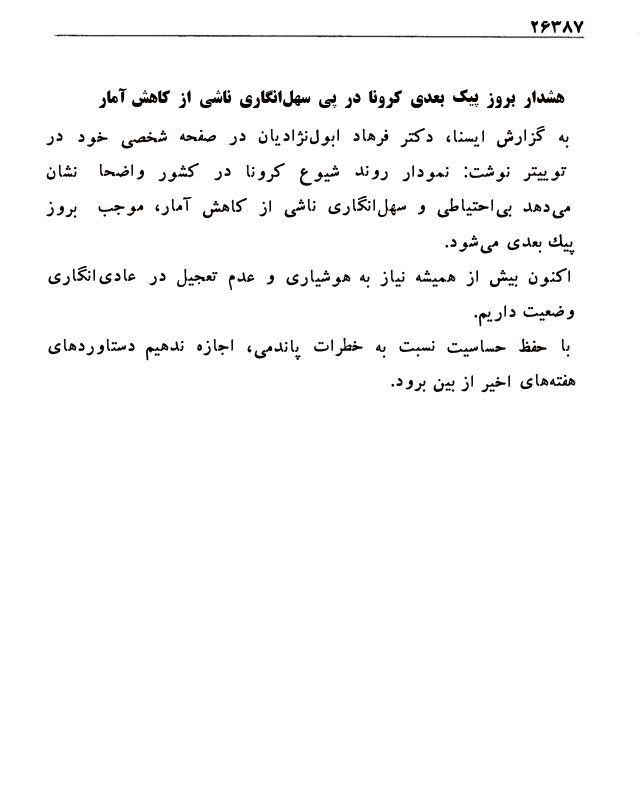 ۲۶۳۸۷
هشدار بروز پیک بعدی کرونا در پی سهل‌انگاری ناشی از کاهش آمار
به گزارش ایسنا، دکتر فرهاد ابول‌نژادیان در صفحه شخصی خود در
توییتر نوشت: نمودار روند شیوع کرونا در کشور واضحا نشان
می‌دهد بی‌احتیاطی و سهل‌انگاری ناشی از کاهش آمار، موجب بروز
پیك بعدی می‌شود.
اکنون بیش از همیشه نیاز به هوشیاری و عدم تعجیل در عادی‌انگاری
وضعیت داریم.
با حفظ حساسیت نسبت به خطرات پاندمی، اجازه ندهیم دستاوردهای
هفته‌های اخیر از بین برود.